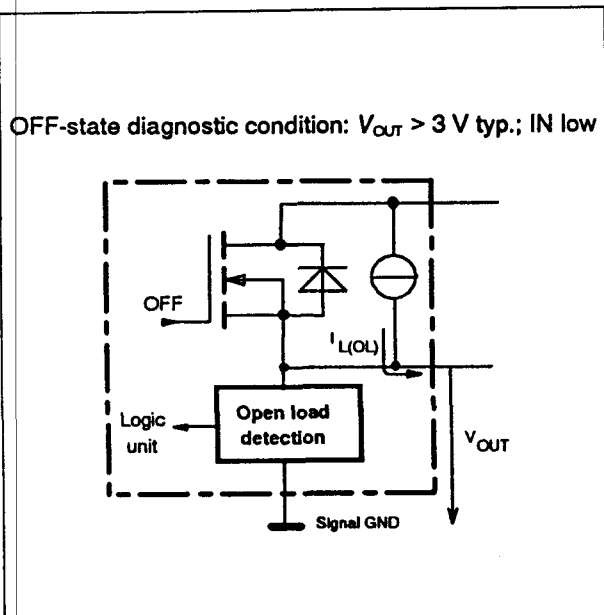 OFF-state diagnostic condition: VOUT > 3 V typ.; IN low
OFF
IL(OL)
Logic
unit
Open load
detection
VOUT
Signal GND